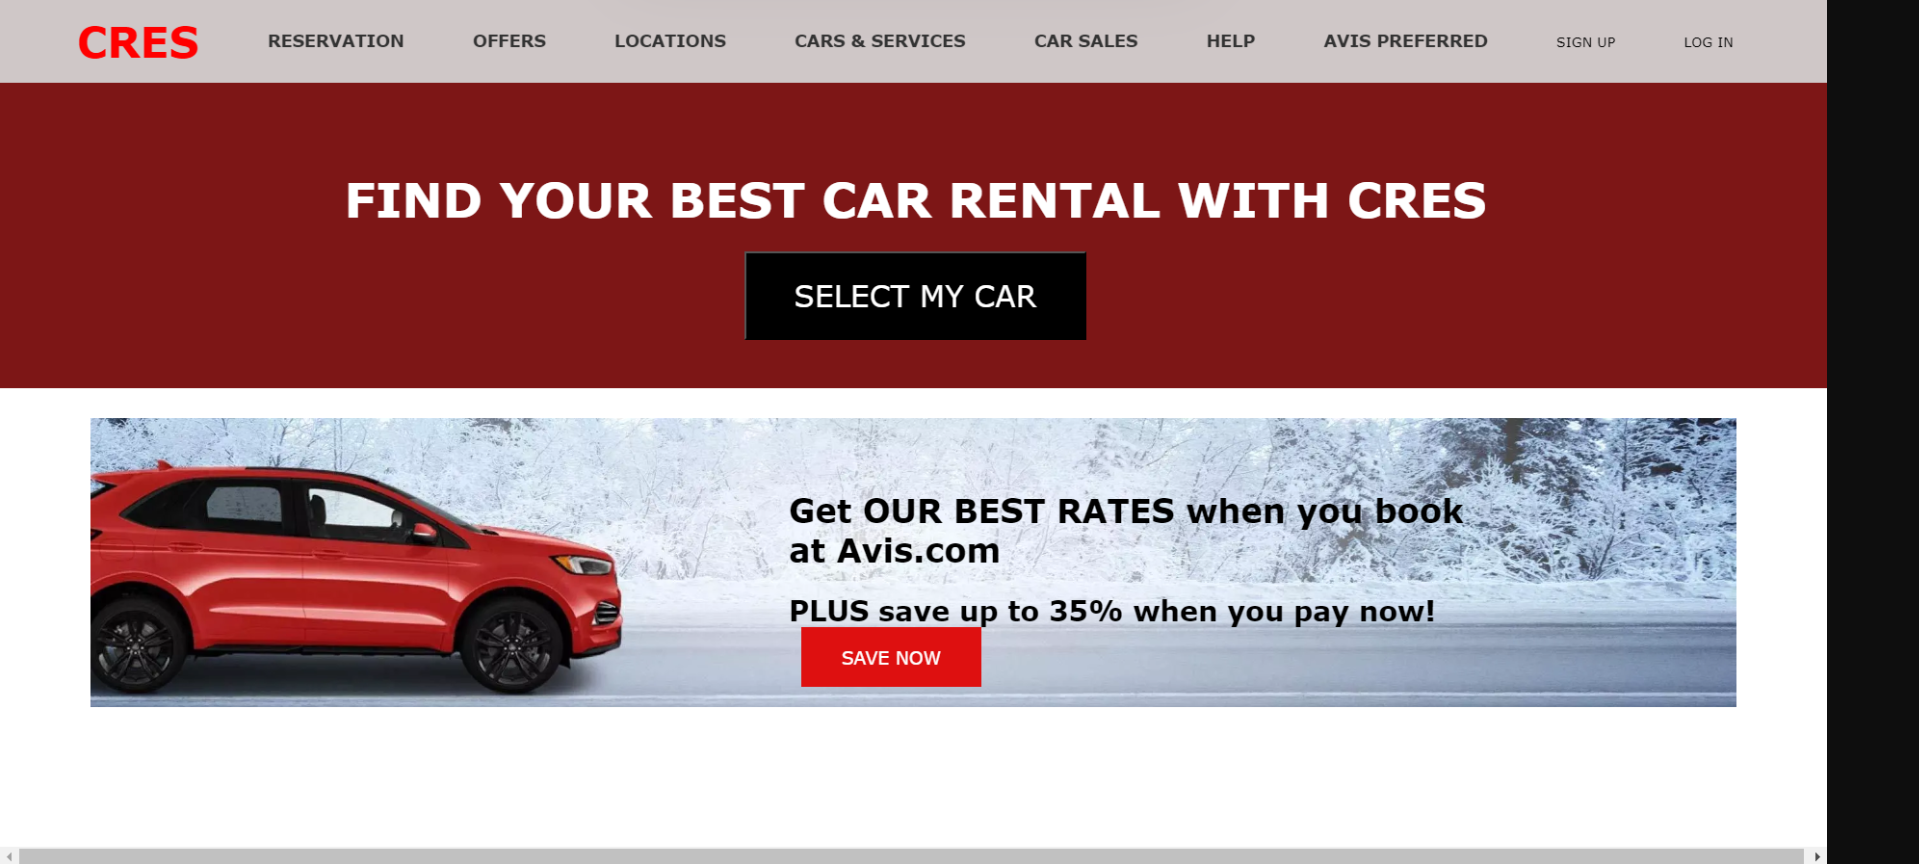 CRES
RESERVATION
OFFERS
LOCATIONS
CARS & SERVICES
CAR SALES
HELP
AVIS PREFERRED
SIGN UP
LOG IN
FIND YOUR BEST CAR RENTAL WITH CRES
SELECT MY CAR
Get OUR BEST RATES when you book
at Avis.com
PLUS save up to 35% when you pay now!
SAVE NOW